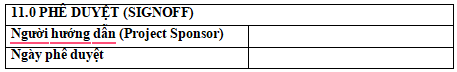 11.0 PHÊ DUYỆT (SIGNOFF)
Người hướng dẫn (Project Sponsor)
Ngày phê duyệt